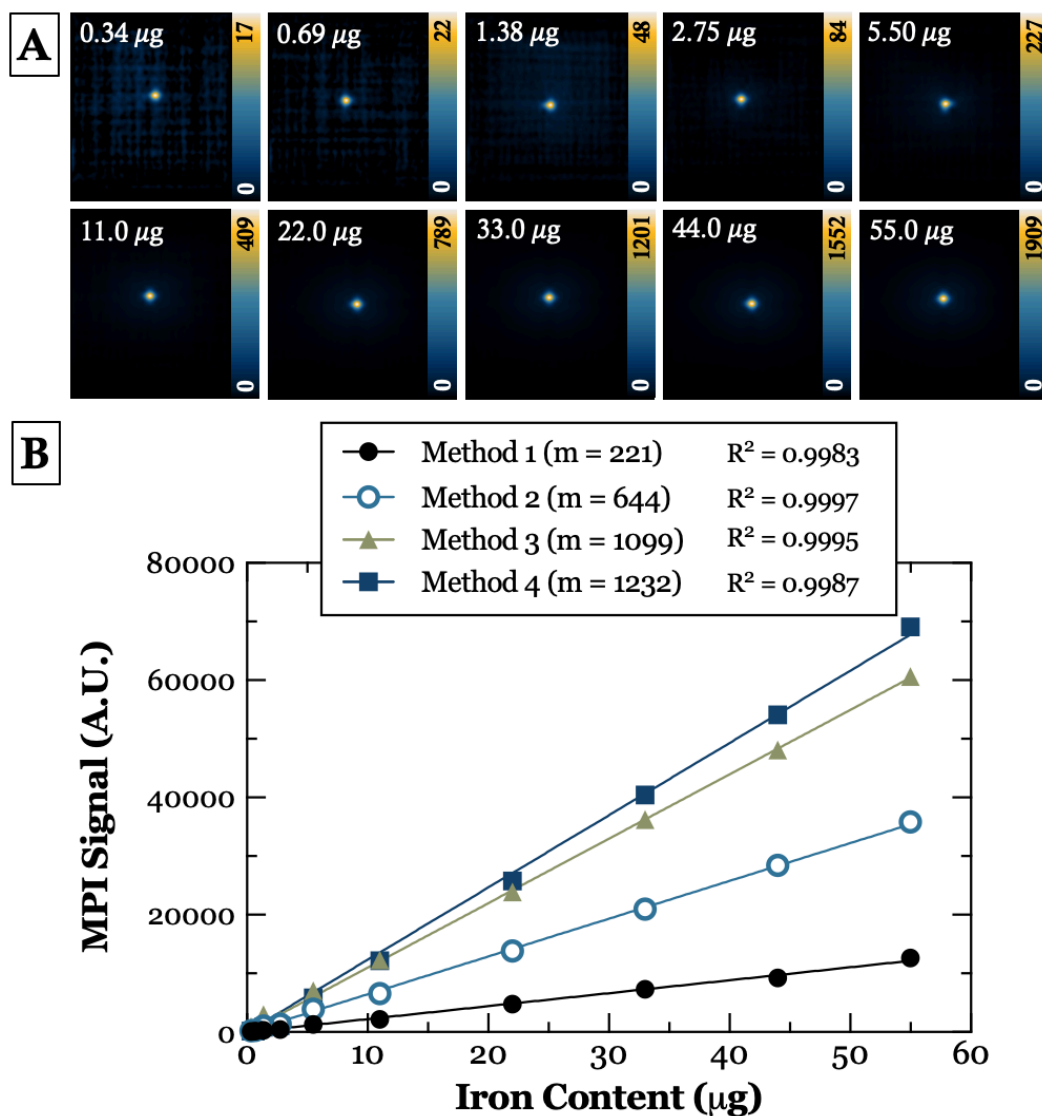 A
0.34 µg 17 0.69 µg 22 1.38 µg 48 2.75 µg 84 5.50 µg 227
0 0 0 0 0
11.0 µg 409 22.0 µg 789 33.0 µg 1201 44.0 µg 1552 55.0 µg 1909
0 0 0 0 0
B
Method 1 (m = 221) R² = 0.9983
Method 2 (m = 644) R² = 0.9997
Method 3 (m = 1099) R² = 0.9995
Method 4 (m = 1232) R² = 0.9987
MPI Signal (A.U.)
80000
60000
40000
20000
0
0 10 20 30 40 50 60
Iron Content (µg)